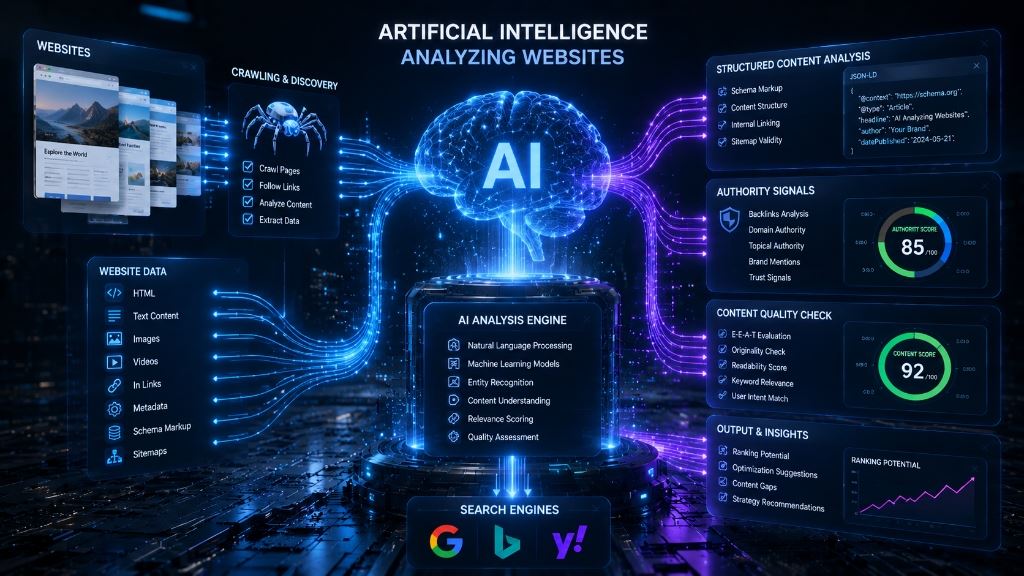 ARTIFICIAL INTELLIGENCE
ANALYZING WEBSITES
WEBSITES
Explore the World
CRAWLING & DISCOVERY
Crawl Pages
Follow Links
Analyze Content
Extract Data
WEBSITE DATA
HTML
Text Content
Images
Videos
In Links
Metadata
Schema Markup
Sitemaps
AI
AI ANALYSIS ENGINE
Natural Language Processing
Machine Learning Models
Entity Recognition
Content Understanding
Relevance Scoring
Quality Assessment
SEARCH ENGINES
G
b
y!
STRUCTURED CONTENT ANALYSIS
Schema Markup
Content Structure
Internal Linking
Sitemap Validity
JSON-LD
{
"@context": "https://schema.org",
"@type": "Article",
"headline": "AI Analyzing Websites",
"author": "Your Brand",
"datePublished": "2024-05-21".
}
AUTHORITY SIGNALS
Backlinks Analysis
Domain Authority
Topical Authority
Brand Mentions
Trust Signals
AUTHORITY SCORE
85/100
CONTENT QUALITY CHECK
E-E-A-T Evaluation
Originality Check
Readability Score
Keyword Relevance
User Intent Match
CONTENT SCORE
92/100
OUTPUT & INSIGHTS
Ranking Potential
Optimization Suggestions
Content Gaps
Strategy Recommendations
RANKING POTENTIAL